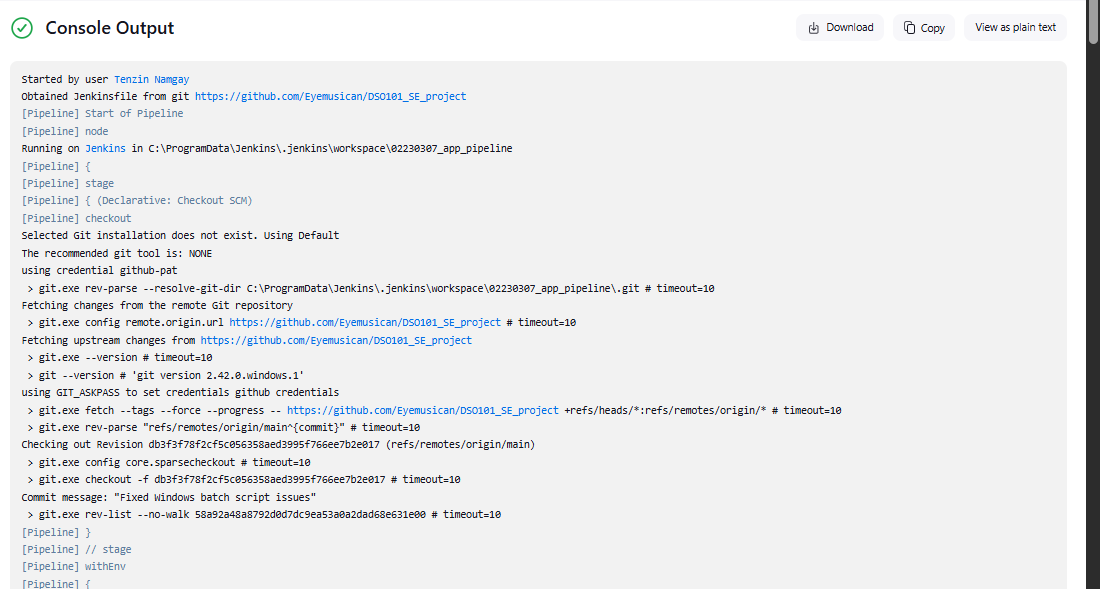 Console Output
Download
Copy
View as plain text
Started by user Tenzin Namgay
Obtained Jenkinsfile from git https://github.com/Eyemusican/DSO101_SE_project
[Pipeline] Start of Pipeline
[Pipeline] node
Running on Jenkins in C:\ProgramData\Jenkins\.jenkins\workspace\02230307_app_pipeline
[Pipeline] {
[Pipeline] stage
[Pipeline] { (Declarative: Checkout SCM)
[Pipeline] checkout
Selected Git installation does not exist. Using Default
The recommended git tool is: NONE
using credential github-pat
 > git.exe rev-parse --resolve-git-dir C:\ProgramData\Jenkins\.jenkins\workspace\02230307_app_pipeline\.git # timeout=10
Fetching changes from the remote Git repository
 > git.exe config remote.origin.url https://github.com/Eyemusican/DSO101_SE_project # timeout=10
Fetching upstream changes from https://github.com/Eyemusican/DSO101_SE_project
 > git.exe --version # timeout=10
 > git --version # 'git version 2.42.0.windows.1'
using GIT_ASKPASS to set credentials github credentials
 > git.exe fetch --tags --force --progress -- https://github.com/Eyemusican/DSO101_SE_project +refs/heads/*:refs/remotes/origin/* # timeout=10
 > git.exe rev-parse "refs/remotes/origin/main^{commit}" # timeout=10
Checking out Revision db3f3f78f2cf5c056358aed3995f766ee7b2e017 (refs/remotes/origin/main)
 > git.exe config core.sparsecheckout # timeout=10
 > git.exe checkout -f db3f3f78f2cf5c056358aed3995f766ee7b2e017 # timeout=10
Commit message: "Fixed Windows batch script issues"
 > git.exe rev-list --no-walk 58a92a48a8792d0d7dc9ea53a0a2dad68e631e00 # timeout=10
[Pipeline] }
[Pipeline] // stage
[Pipeline] withEnv
[Pipeline] {